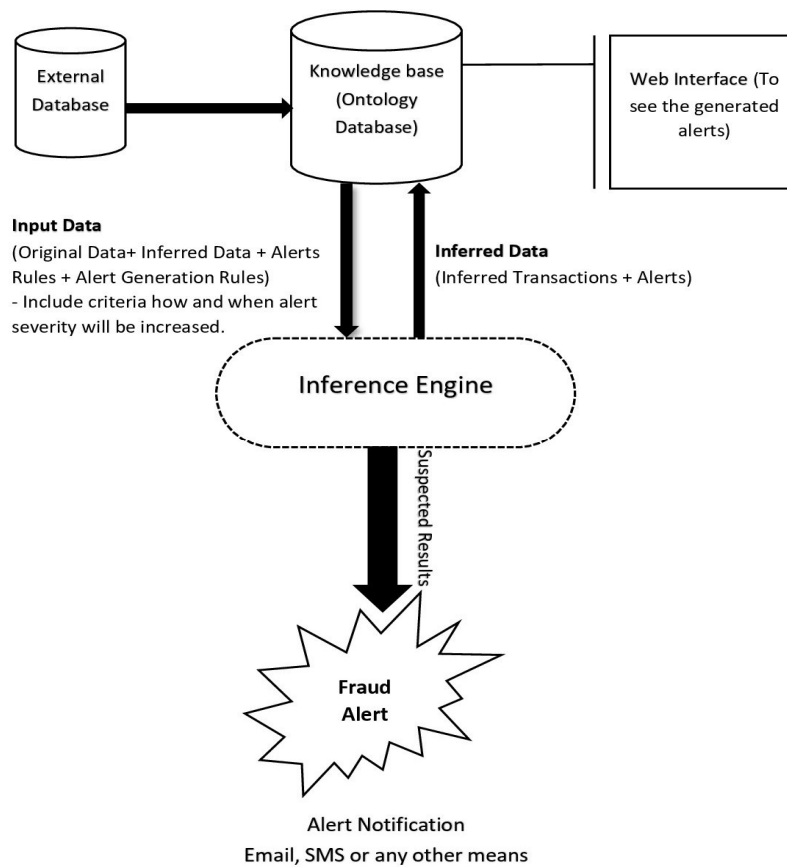 External
Database
Knowledge base
(Ontology
Database)
Web Interface (To
see the generated
alerts)
Input Data
(Original Data+ Inferred Data + Alerts
Rules + Alert Generation Rules)
- Include criteria how and when alert
severity will be increased.
Inferred Data
(Inferred Transactions + Alerts)
Inference Engine
Suspected Results
Fraud
Alert
Alert Notification
Email, SMS or any other means